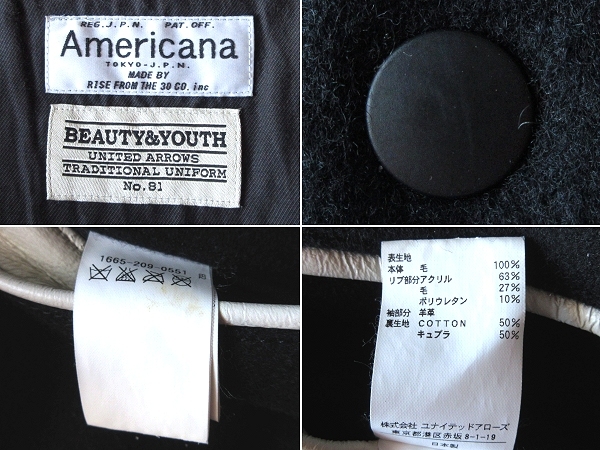 REG.J.P.N. PAT.OFF.
Americana
TOKYO-J.P.N.
MADE BY
RISE FROM THE 30 CO. inc
BEAUTY&YOUTH
UNITED ARROWS
TRADITIONAL UNIFORM
No.81
1665-209-0551
表生地
本体 毛 100%
リブ部分アクリル 63%
毛 27%
ポリウレタン 10%
袖部分 羊革
裏生地 COTTON 50%
キュプラ 50%
株式会社 ユナイテッドアローズ
東京都港区赤坂8-1-19
日本製